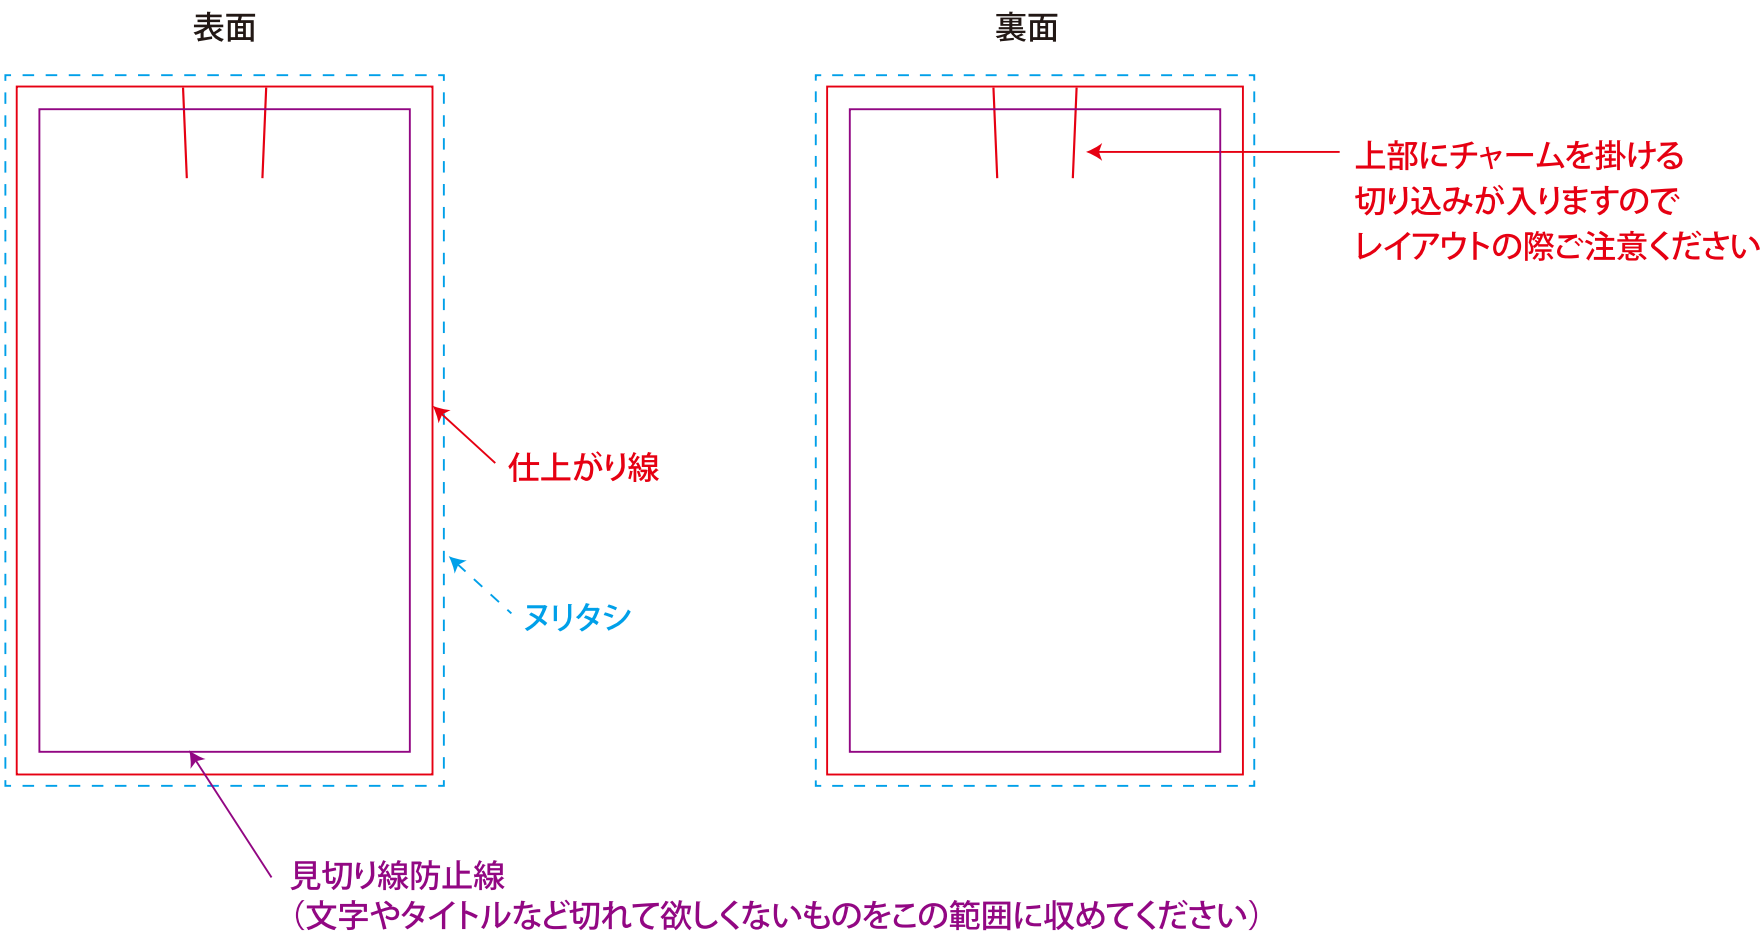 表面
裏面
上部にチャームを掛ける
切り込みが入りますので
レイアウトの際ご注意ください
仕上がり線
ヌリタシ
見切り線防止線
（文字やタイトルなど切れて欲しくないものをこの範囲に収めてください）